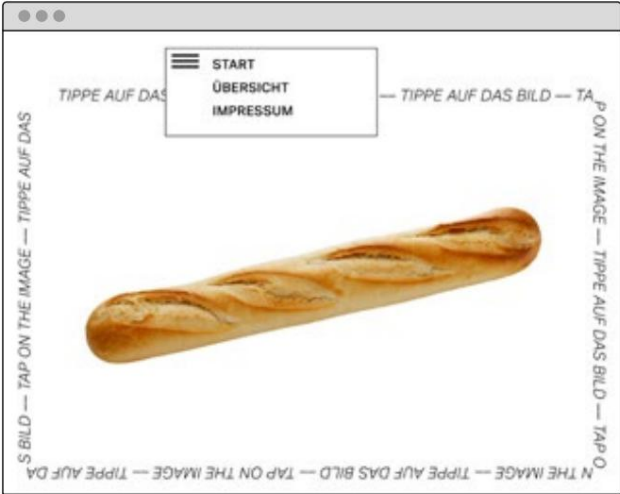 START
ÜBERSICHT
IMPRESSUM
TIPPE AUF DAS
— TIPPE AUF DAS BILD — TA
P ON THE IMAGE — TIPPE AUF DAS BILD — TAP O
N THE IMAGE — TIPPE AUF DAS BILD — TAP ON THE IMAGE — TIPPE AUF DA
S BILD — TAP ON THE IMAGE — TIPPE AUF DAS